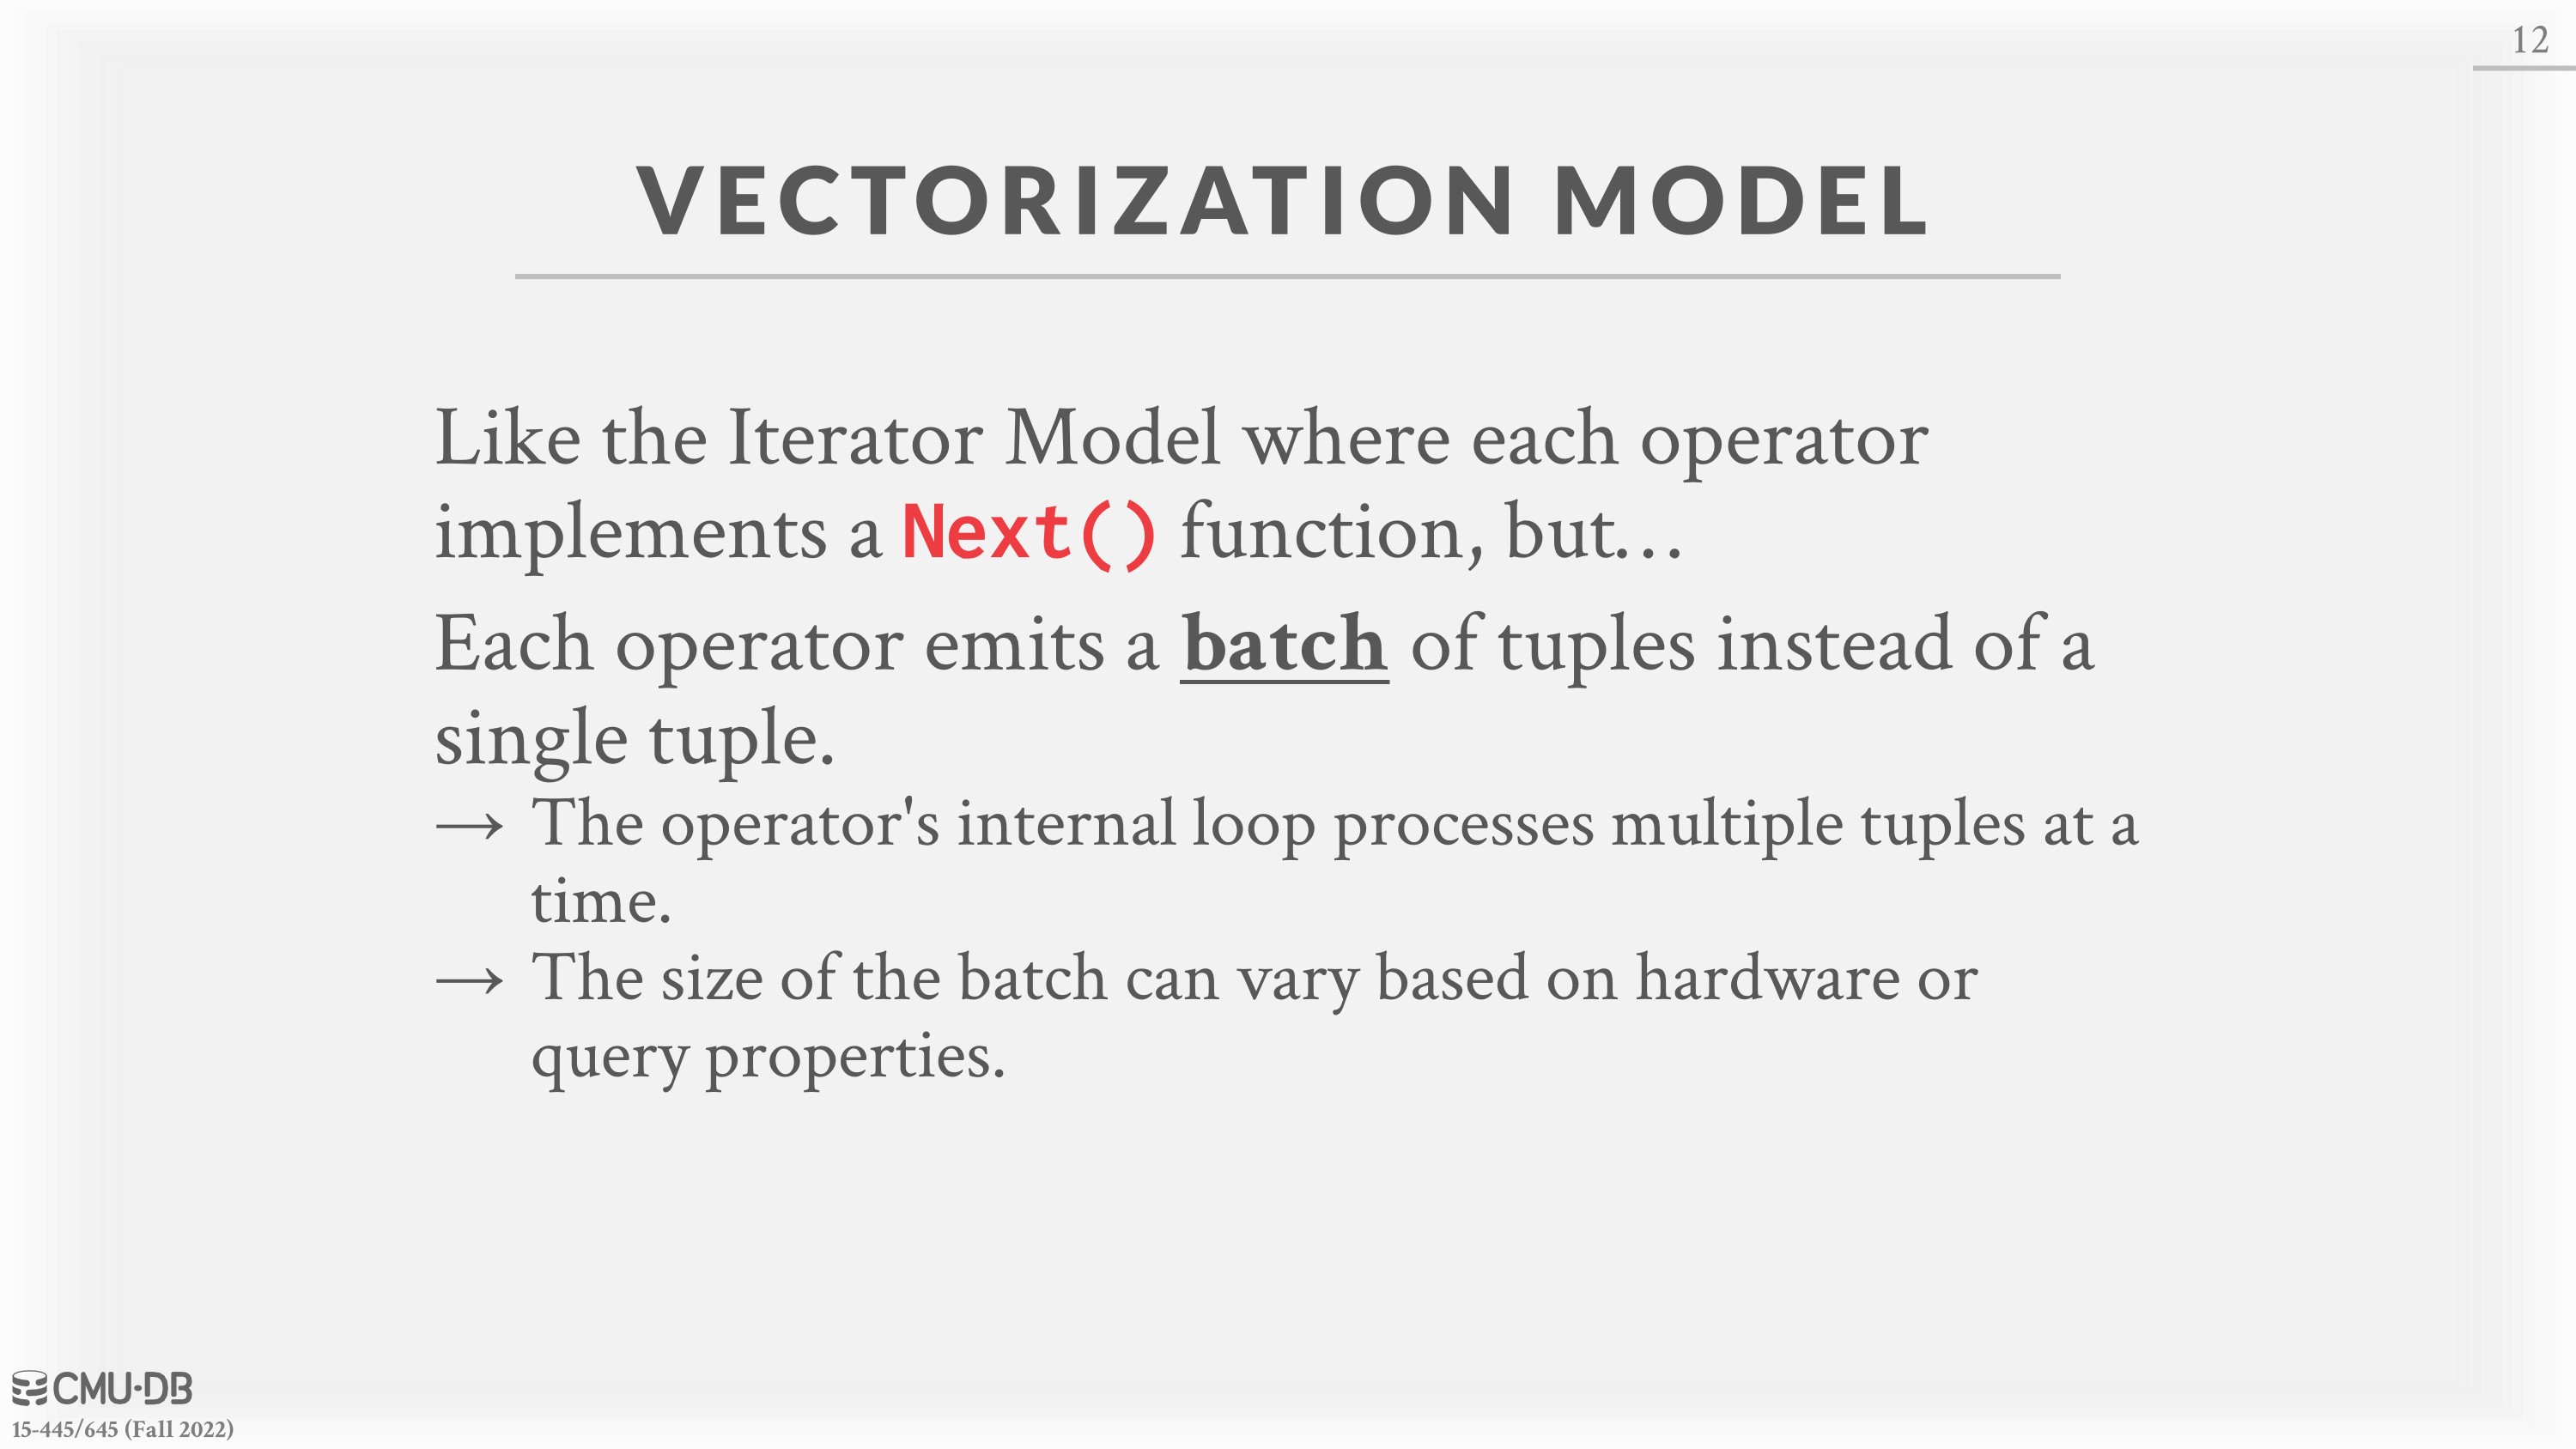 12
VECTORIZATION MODEL
Like the Iterator Model where each operator
implements a Next() function, but…
Each operator emits a batch of tuples instead of a
single tuple.
→ The operator's internal loop processes multiple tuples at a
time.
→ The size of the batch can vary based on hardware or
query properties.
CMU·DB
15-445/645 (Fall 2022)